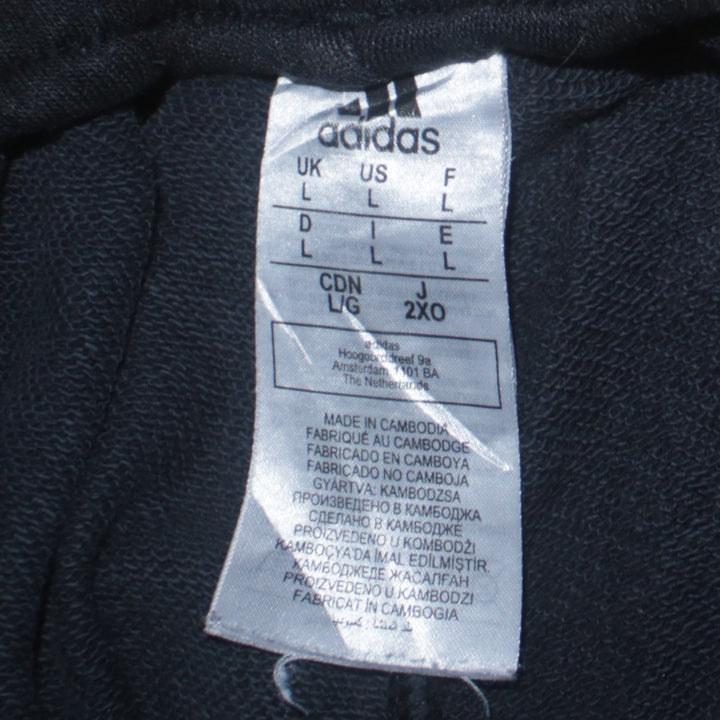 adidas
UK US F
L L L
D I E
L L L
CDN J
L/G 2XO
adidas
Hoogoorddreef 9a
Amsterdam 1101 BA
The Netherlands
MADE IN CAMBODIA
FABRIQUÉ AU CAMBODGE
FABRICADO EN CAMBOYA
FABRICADO NO CAMBOJA
GYÁRTVA: KAMBODZSA
ПРОИЗВЕДЕНО В КАМБОДЖА
СДЕЛАНО В КАМБОДЖЕ
PROIZVEDENO U KOMBODŽI
KAMBOÇYA'DA İMAL EDİLMİŞTİR.
КАМБОДЖЕДЕ ЖАСАЛҒАН
PROIZVEDENO U KAMBODZI
FABRICAT ÎN CAMBOGIA